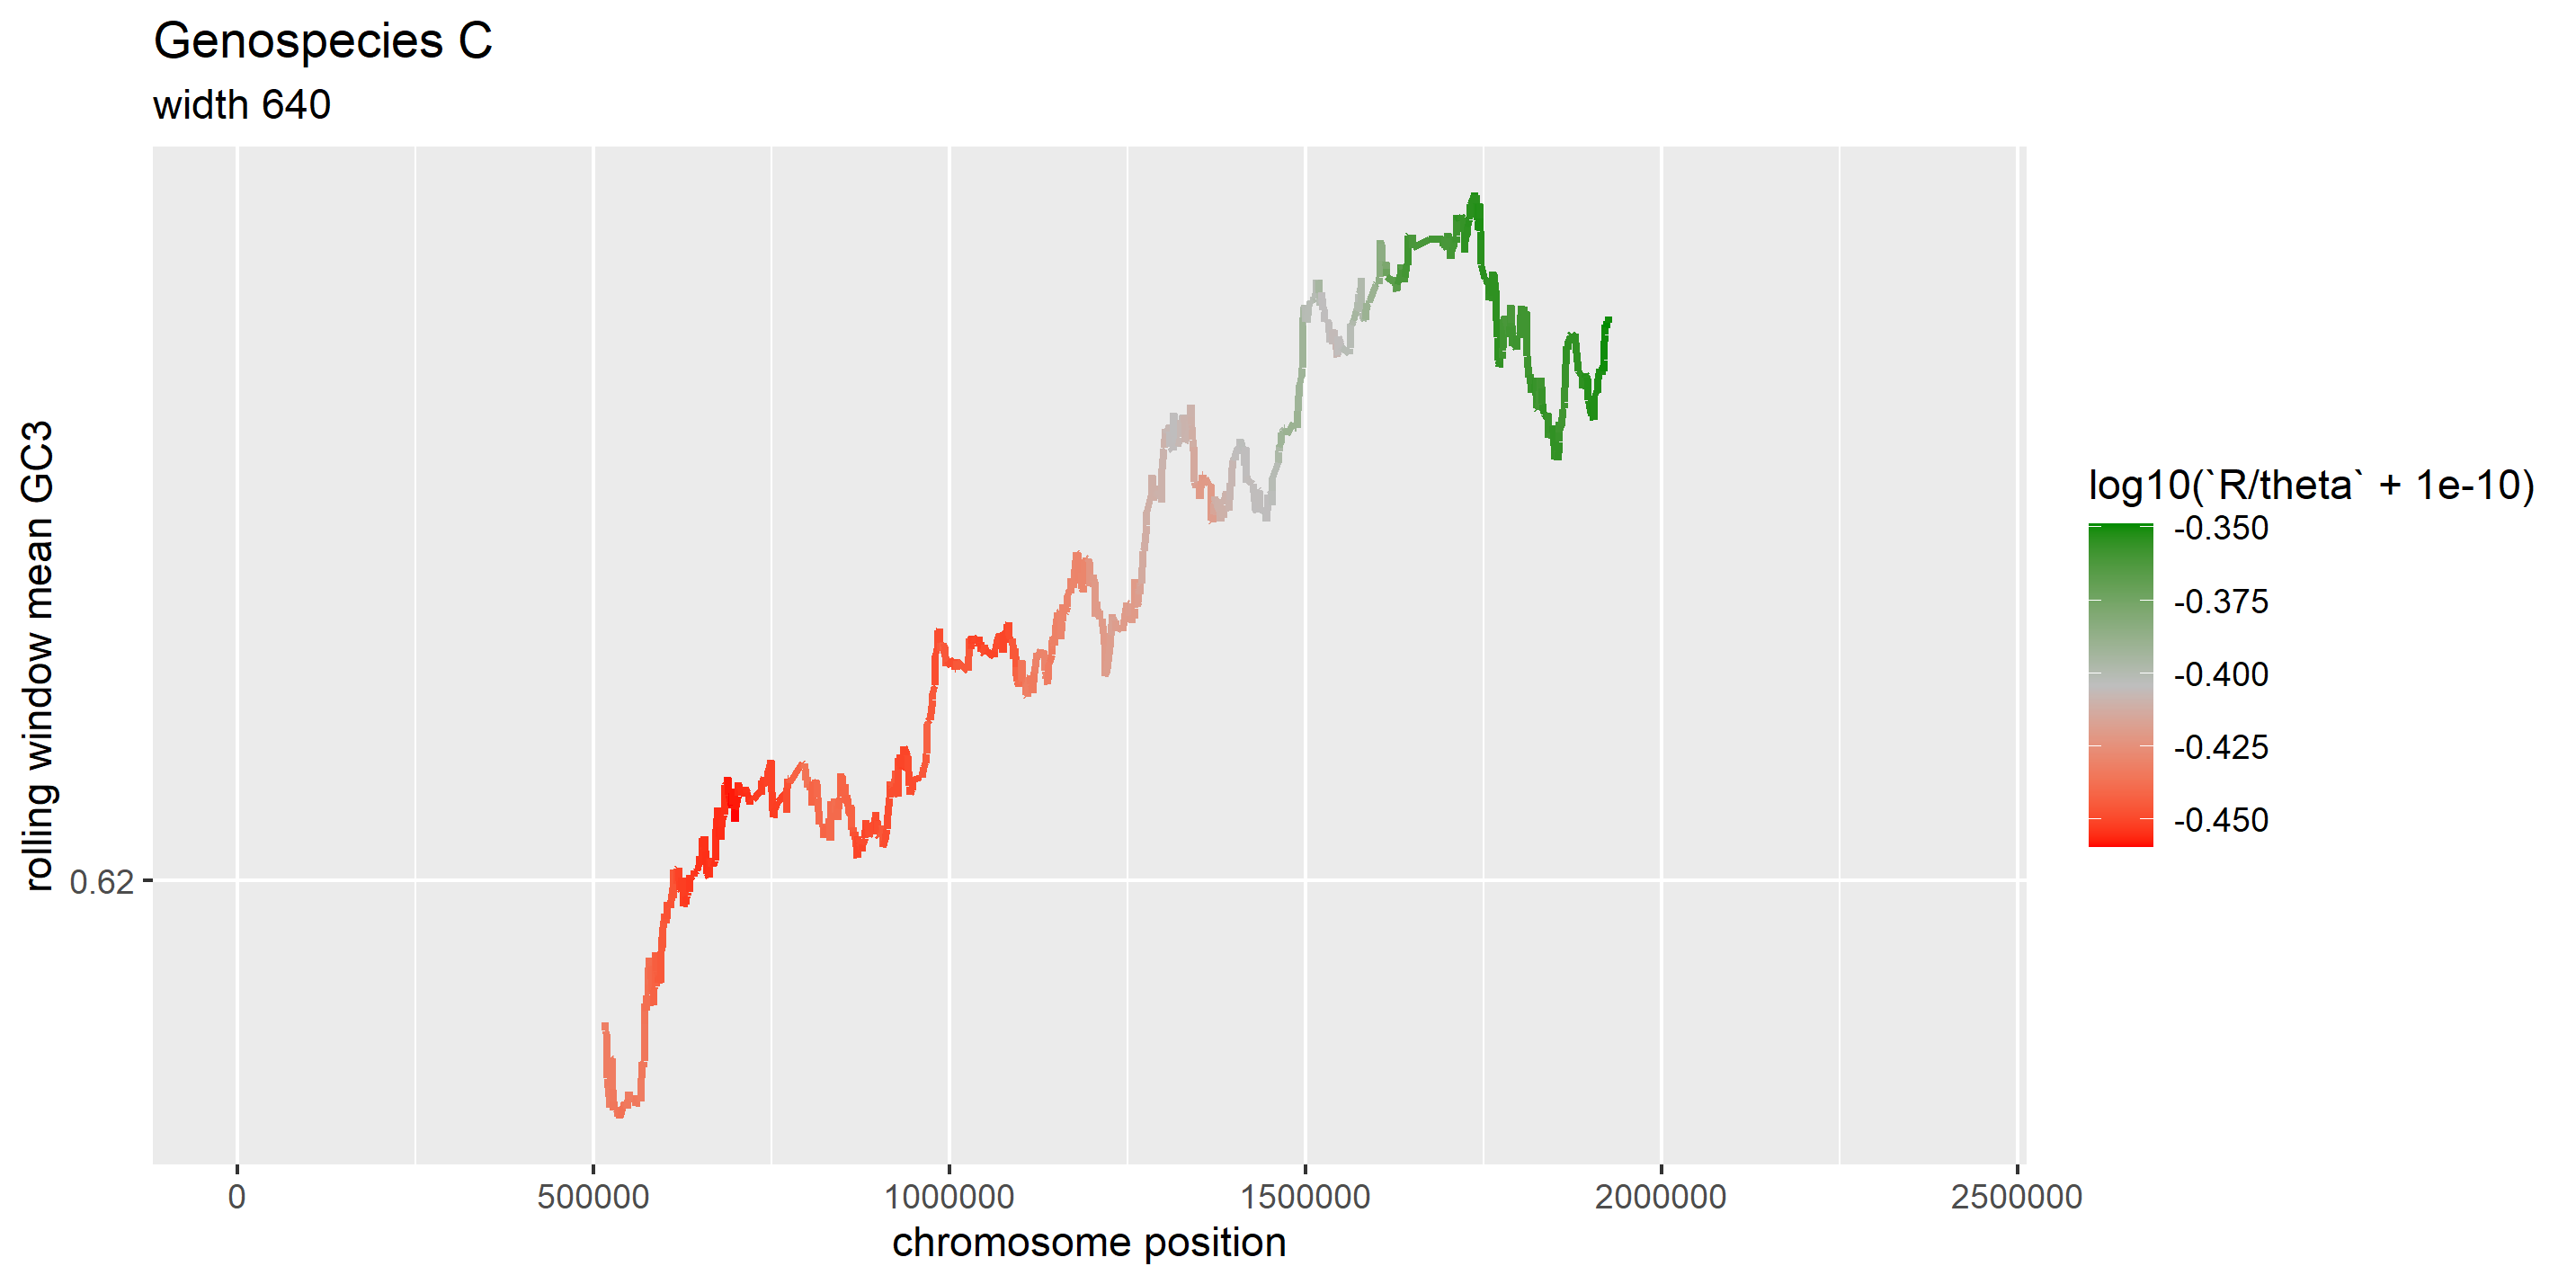 Genospecies C
width 640
rolling window mean GC3
0.62
0 500000 1000000 1500000 2000000 2500000
chromosome position
log10(`R/theta` + 1e-10)
-0.350
-0.375
-0.400
-0.425
-0.450